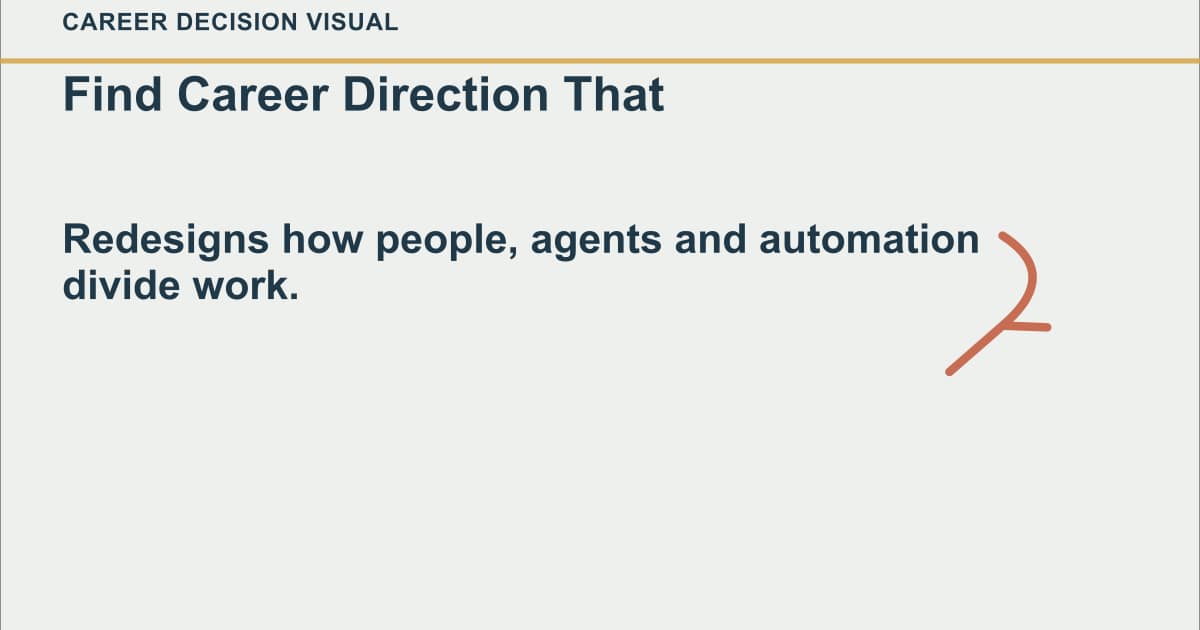 CAREER DECISION VISUAL
Find Career Direction That
Redesigns how people, agents and automation
divide work.